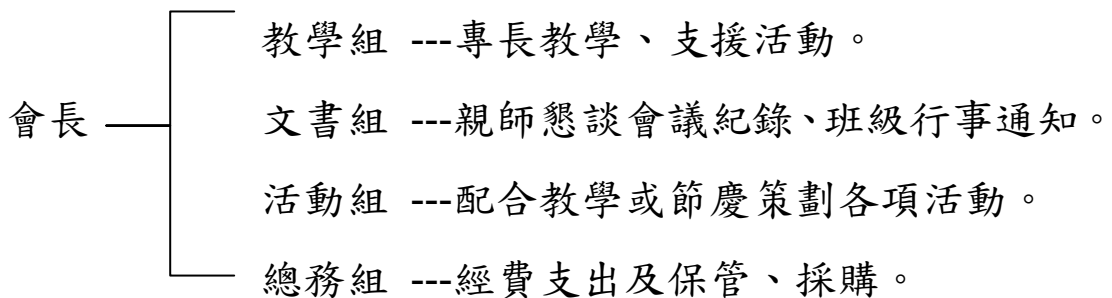 教學組 ---專長教學、支援活動。
會長
文書組 ---親師懇談會議紀錄、班級行事通知。
活動組 ---配合教學或節慶策劃各項活動。
總務組 ---經費支出及保管、採購。